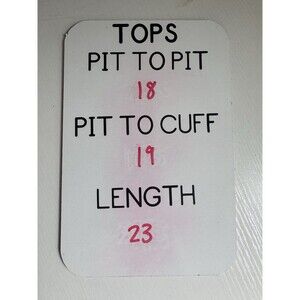 TOPS
PIT TO PIT
18
PIT TO CUFF
19
LENGTH
23